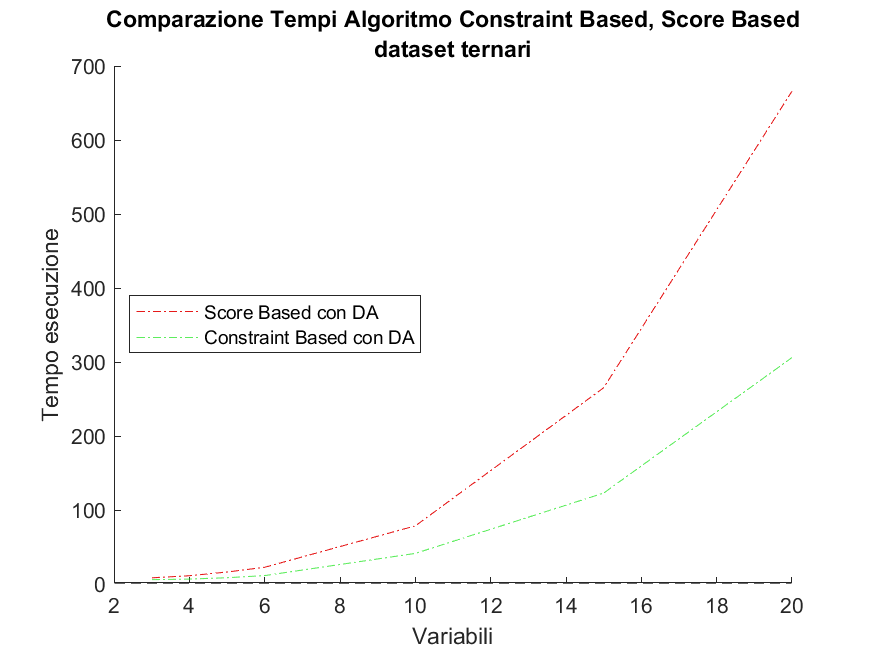 Comparazione Tempi Algoritmo Constraint Based, Score Based
dataset ternari
700
600
500
400
300
200
100
0
Tempo esecuzione
Score Based con DA
Constraint Based con DA
2 4 6 8 10 12 14 16 18 20
Variabili